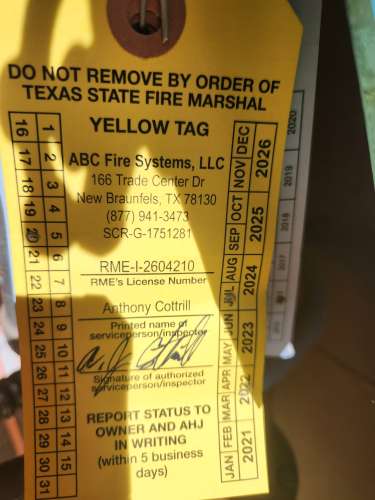 DO NOT REMOVE BY ORDER OF
TEXAS STATE FIRE MARSHAL
YELLOW TAG
ABC Fire Systems, LLC
166 Trade Center Dr
New Braunfels, TX 78130
(877) 941-3473
SCR-G-1751281
RME-I-2604210
RME's License Number
Anthony Cottrill
Printed name of
serviceperson/inspector
Signature of authorized
serviceperson/inspector
REPORT STATUS TO
OWNER AND AHJ
IN WRITING
(within 5 business
days)
1 2 3 4 5 6 7 8 9 10 11 12 13 14 15
16 17 18 19 20 21 22 23 24 25 26 27 28 29 30 31
JAN FEB MAR APR MAY JUN JUL AUG SEP OCT NOV DEC
2021 2022 2023 2024 2025 2026
2017 2018 2019 2020